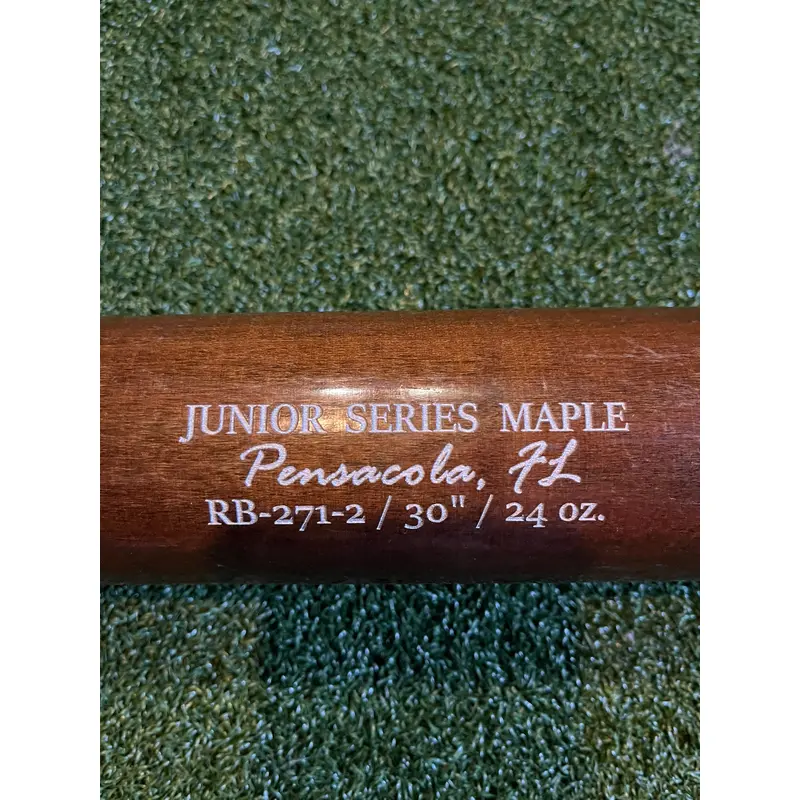 JUNIOR SERIES MAPLE
Pensacola, FL
RB-271-2 / 30" / 24 oz.